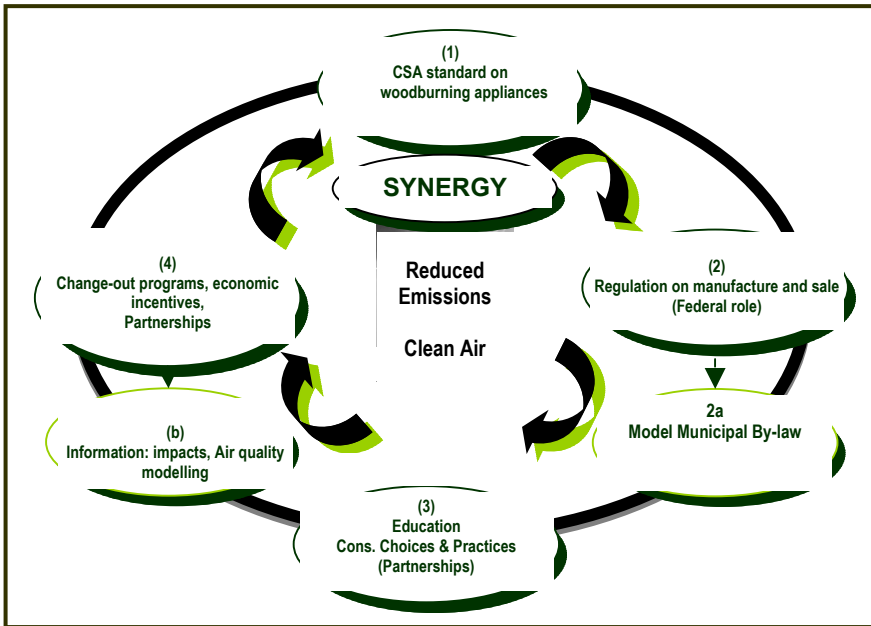 (1)
CSA standard on
woodburning appliances
SYNERGY
Reduced
Emissions
Clean Air
(2)
Regulation on manufacture and sale
(Federal role)
2a
Model Municipal By-law
(3)
Education
Cons. Choices & Practices
(Partnerships)
(4)
Change-out programs, economic
incentives,
Partnerships
(b)
Information: impacts, Air quality
modelling